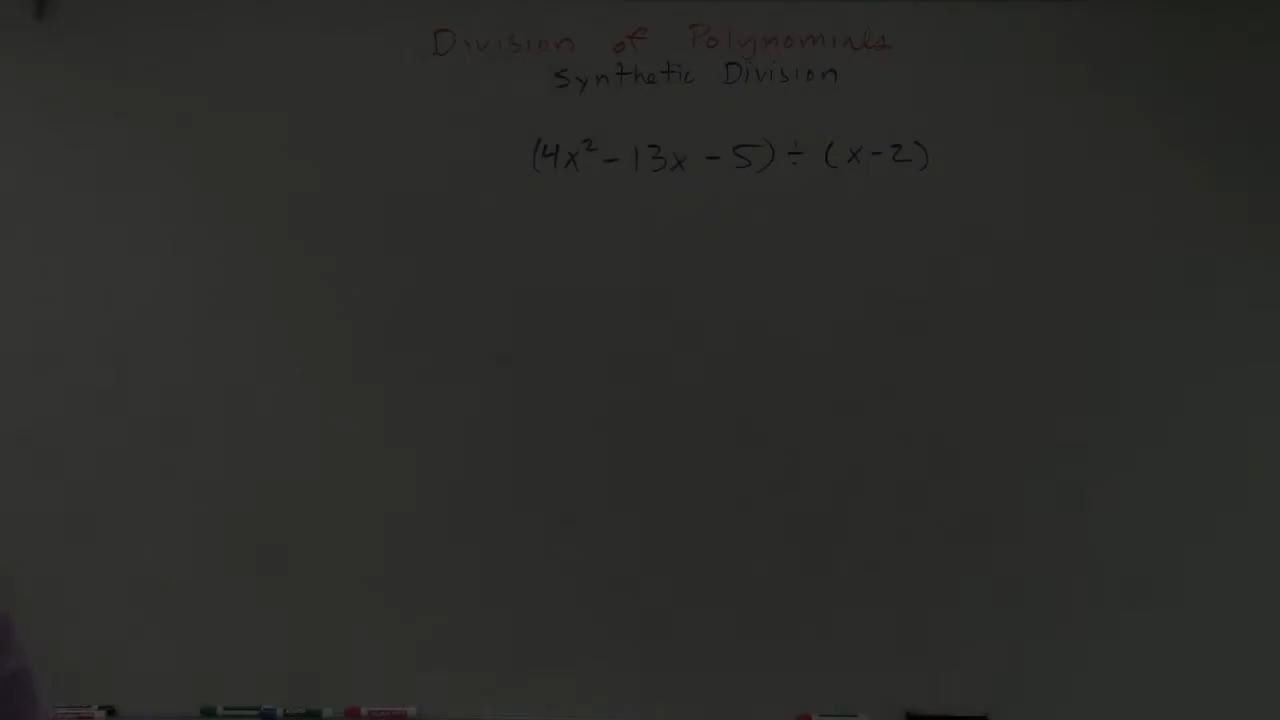 Division of Polynomials
Synthetic Division
(4x² - 13x - 5) ÷ (x - 2)